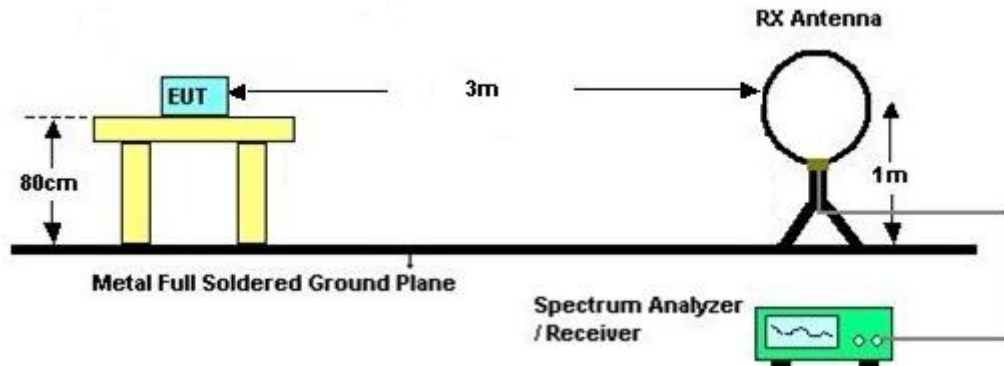 RX Antenna
EUT
3m
80cm
1m
Metal Full Soldered Ground Plane
Spectrum Analyzer
/ Receiver